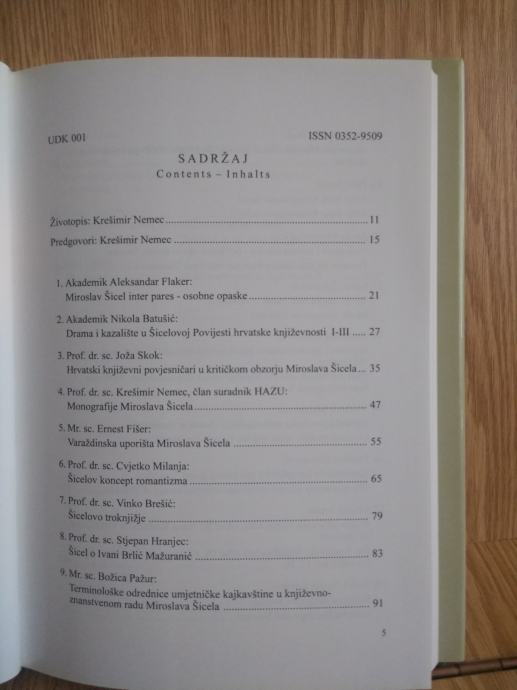 UDK 001 ISSN 0352-9509
SADRŽAJ
Contents – Inhalts
Životopis: Krešimir Nemec ........ 11
Predgovori: Krešimir Nemec ........ 15
1. Akademik Aleksandar Flaker:
Miroslav Šicel inter pares - osobne opaske ........ 21
2. Akademik Nikola Batušić:
Drama i kazalište u Šicelovoj Povijesti hrvatske književnosti I-III ..... 27
3. Prof. dr. sc. Joža Skok:
Hrvatski književni povjesničari u kritičkom obzorju Miroslava Šicela ... 35
4. Prof. dr. sc. Krešimir Nemec, član suradnik HAZU:
Monografije Miroslava Šicela ........ 47
5. Mr. sc. Ernest Fišer:
Varaždinska uporišta Miroslava Šicela ........ 55
6. Prof. dr. sc. Cvjetko Milanja:
Šicelov koncept romantizma ........ 65
7. Prof. dr. sc. Vinko Brešić:
Šicelovo troknjižje ........ 79
8. Prof. dr. sc. Stjepan Hranjec:
Šicel o Ivani Brlić Mažuranić ........ 83
9. Mr. sc. Božica Pažur:
Terminološke odrednice umjetničke kajkavštine u književno-
znanstvenom radu Miroslava Šicela ........ 91
5